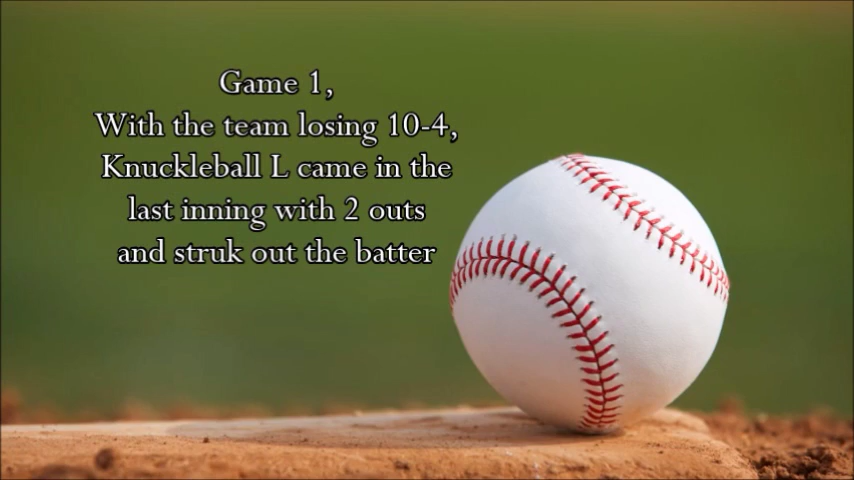 Game 1,
With the team losing 10-4,
Knuckleball L came in the
last inning with 2 outs
and struk out the batter